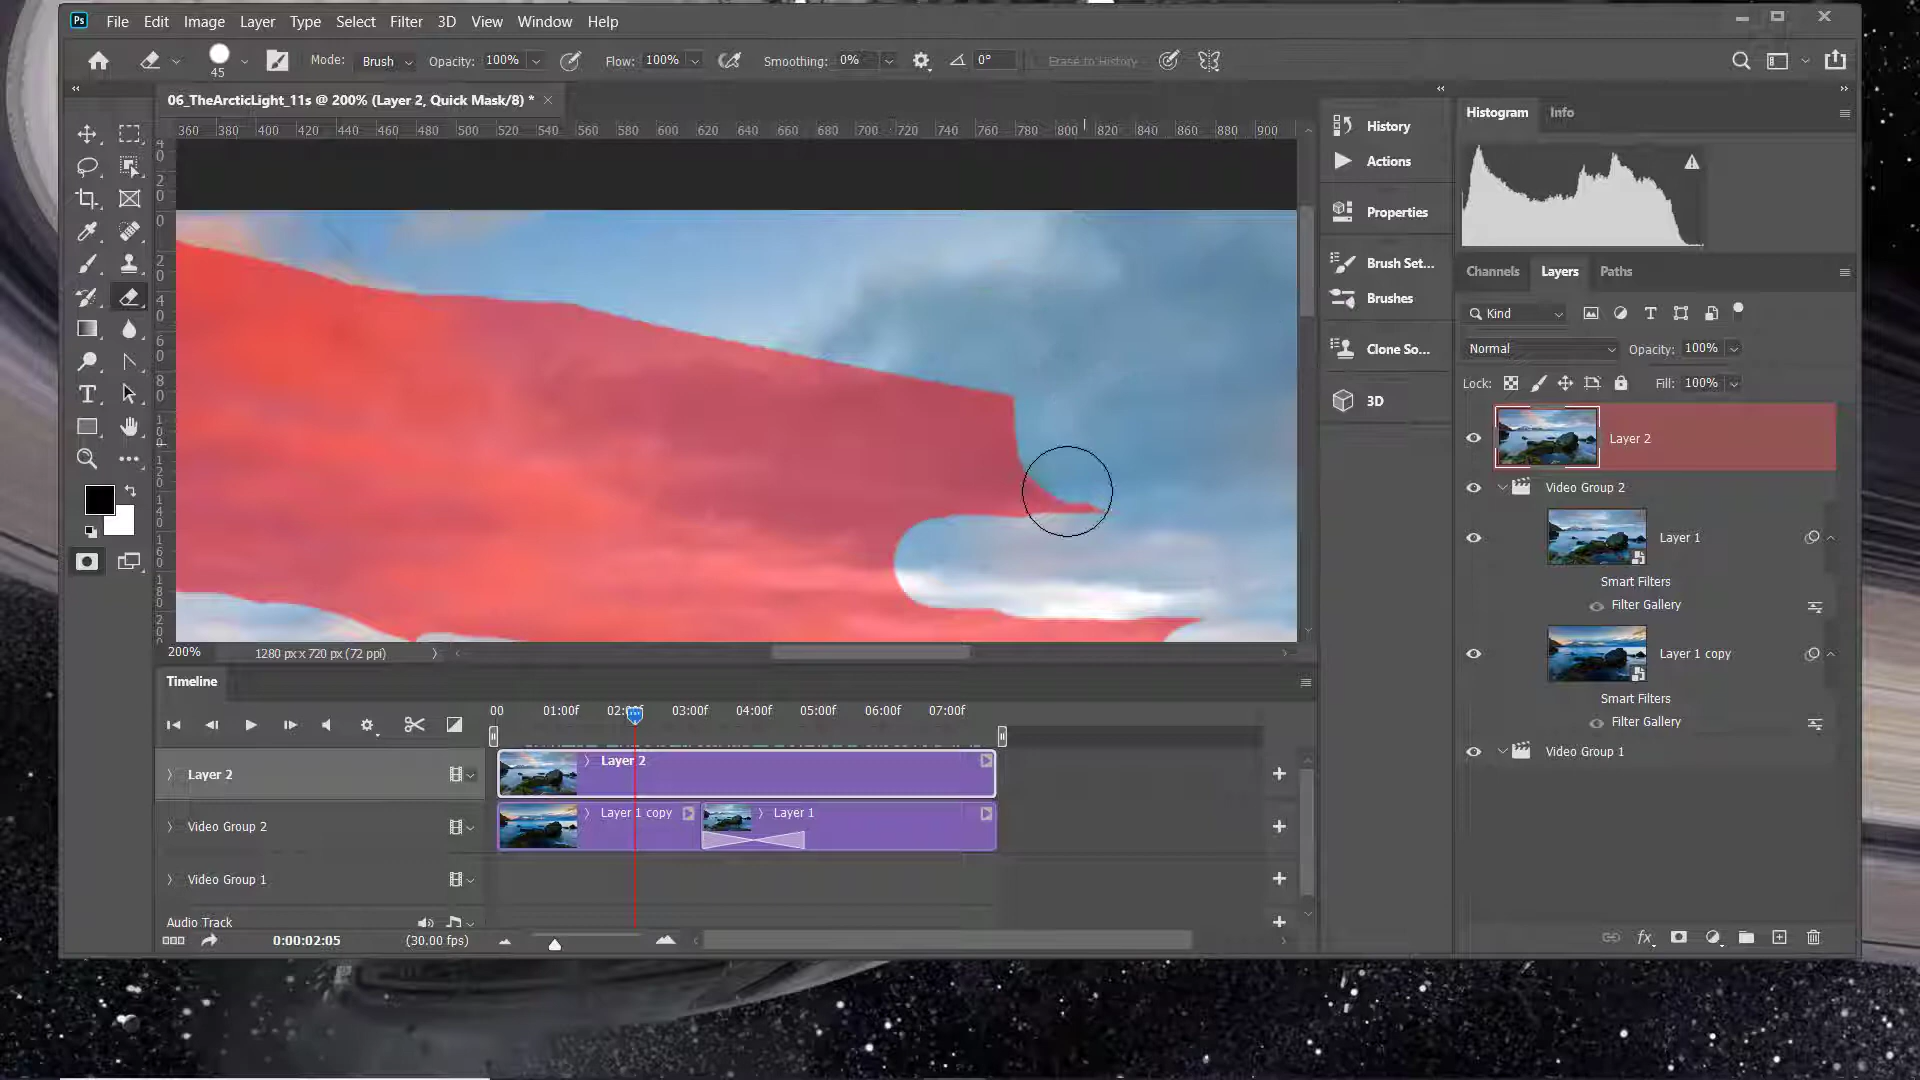 Ps File Edit Image Layer Type Select Filter 3D View Window Help
45 Mode: Brush Opacity: 100% Flow: 100% Smoothing: 0% 0° Erase to History
06_TheArcticLight_11s @ 200% (Layer 2, Quick Mask/8) *
360 380 400 420 440 460 480 500 520 540 560 580 600 620 640 660 680 700 720 740 760 780 800 820 840 860 880 900
History
Actions
Properties
Brush Set...
Brushes
Clone So...
3D
Histogram Info
Channels Layers Paths
Kind
Normal Opacity: 100%
Lock: Fill: 100%
Layer 2
Video Group 2
Layer 1
Smart Filters
Filter Gallery
Layer 1 copy
Smart Filters
Filter Gallery
Video Group 1
200% 1280 px x 720 px (72 ppi)
Timeline
00 01:00f 02:00f 03:00f 04:00f 05:00f 06:00f 07:00f
Layer 2 Layer 2
Video Group 2 Layer 1 copy Layer 1
Video Group 1
Audio Track
0:00:02:05 (30.00 fps)